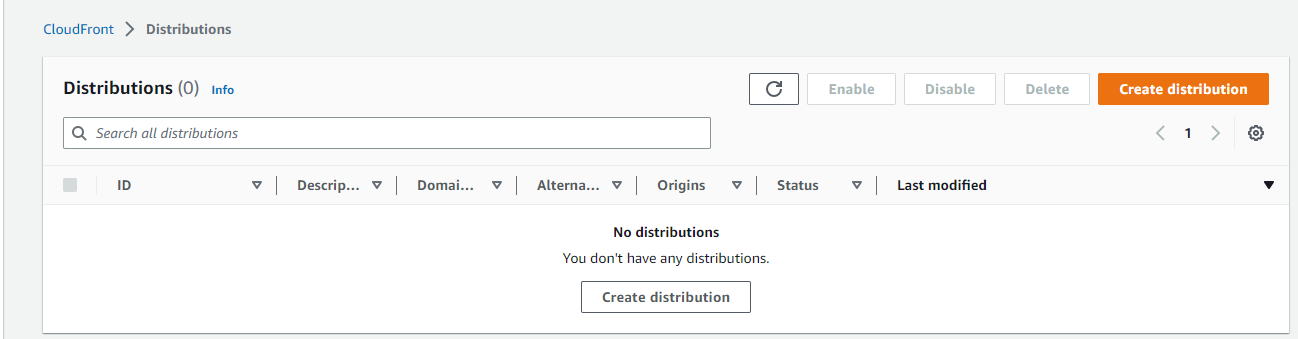 CloudFront > Distributions
Distributions (0) Info
Enable Disable Delete Create distribution
Search all distributions
1
ID Descrip... Domai... Alterna... Origins Status Last modified
No distributions
You don't have any distributions.
Create distribution